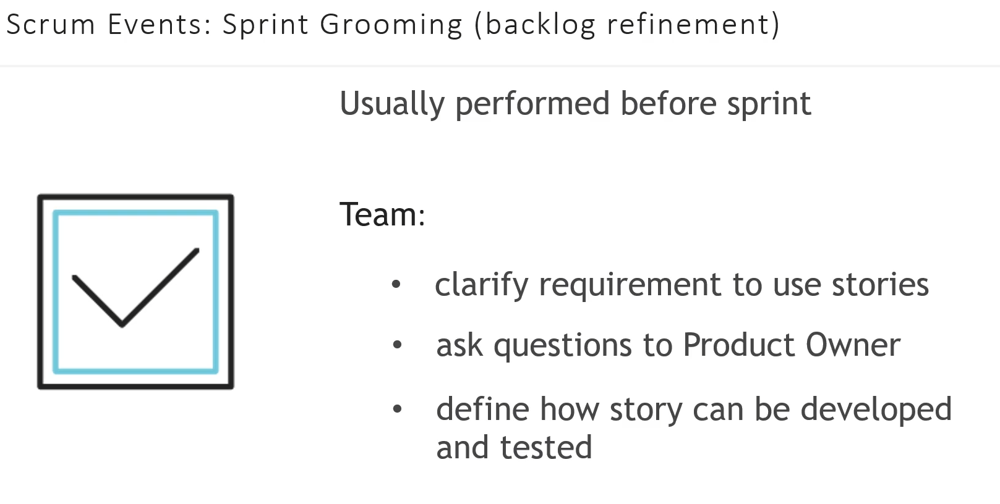 Scrum Events: Sprint Grooming (backlog refinement)
Usually performed before sprint
Team:
• clarify requirement to use stories
• ask questions to Product Owner
• define how story can be developed
and tested